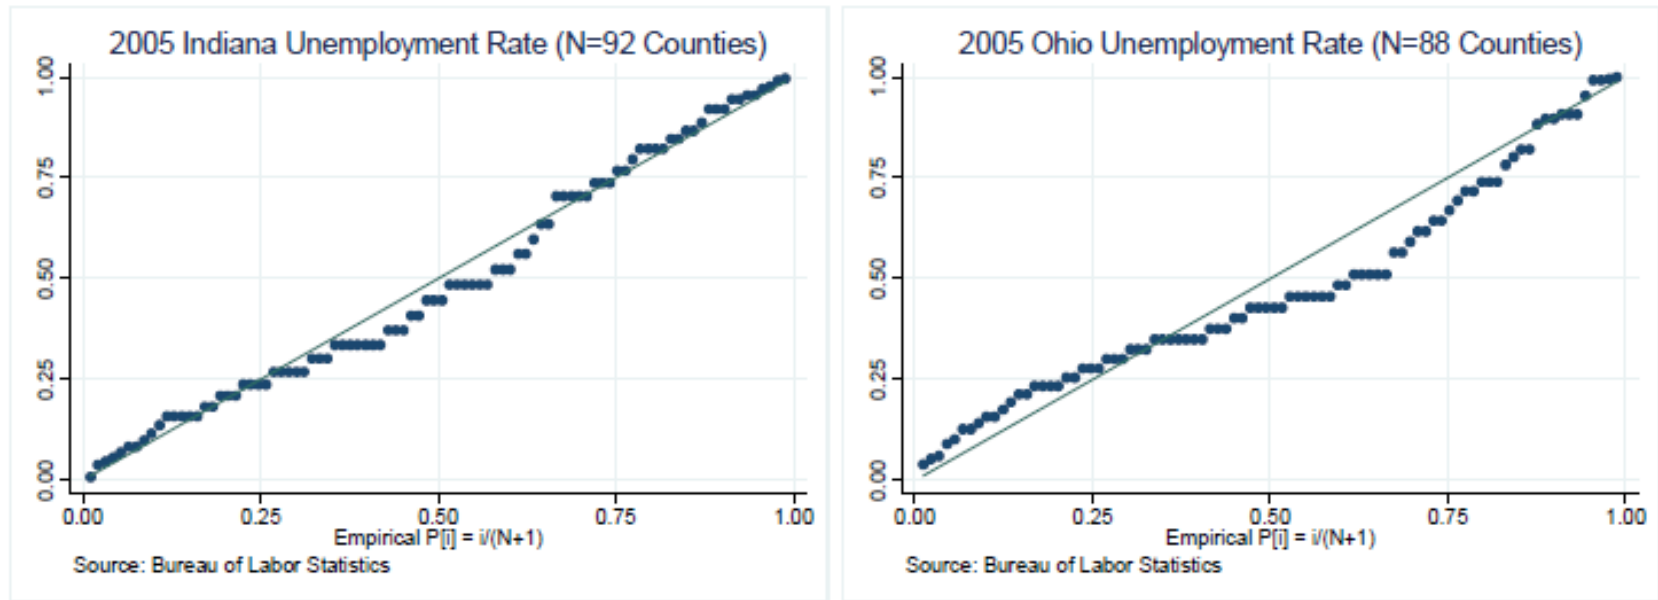 2005 Indiana Unemployment Rate (N=92 Counties)
1.00
0.75
0.50
0.25
0.00
0.00 0.25 0.50 0.75 1.00
Empirical P[i] = i/(N+1)
Source: Bureau of Labor Statistics
2005 Ohio Unemployment Rate (N=88 Counties)
1.00
0.75
0.50
0.25
0.00
0.00 0.25 0.50 0.75 1.00
Empirical P[i] = i/(N+1)
Source: Bureau of Labor Statistics